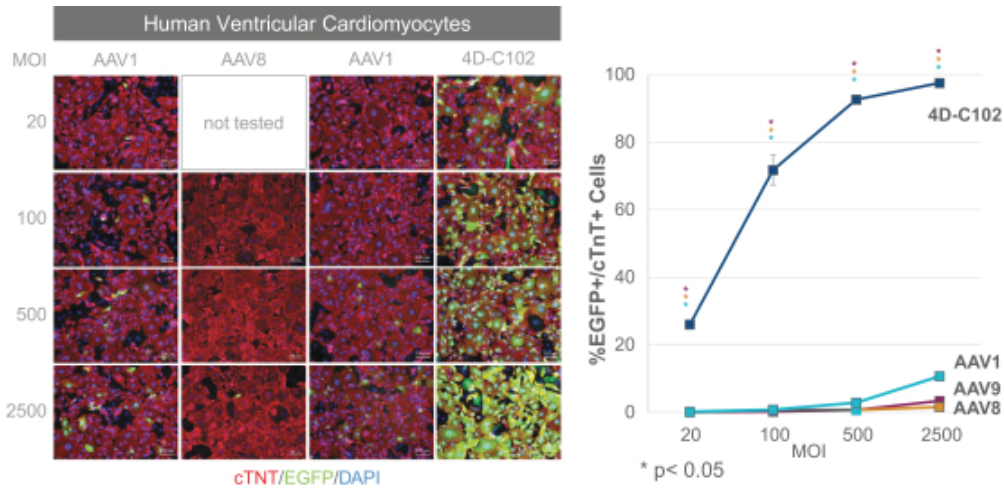 Human Ventricular Cardiomyocytes
MOI AAV1 AAV8 AAV1 4D-C102
20
not tested
100
500
2500
cTNT/EGFP/DAPI
%EGFP+/cTnT+ Cells
100
80
60
40
20
0
4D-C102
AAV1
AAV9
AAV8
20 100 500 2500
MOI
* p< 0.05